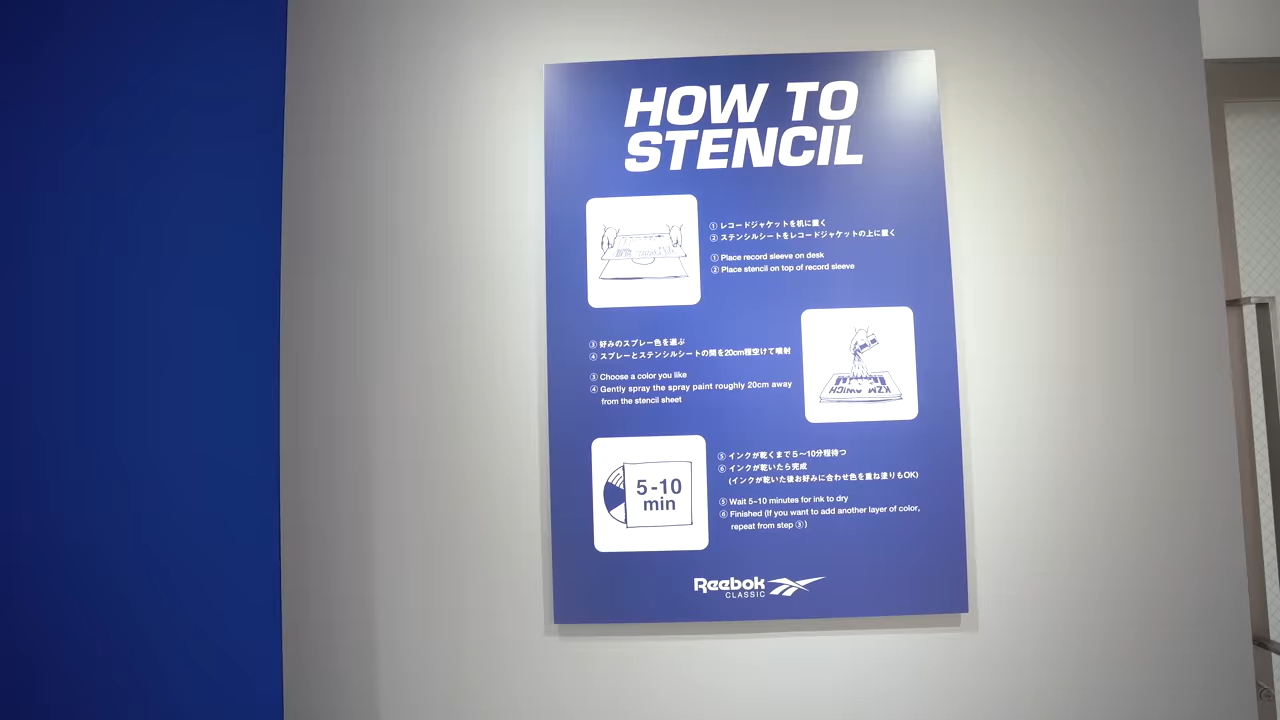 HOW TO
STENCIL
① レコードジャケットを机に置く
② ステンシルシートをレコードジャケットの上に置く
① Place record sleeve on desk
② Place stencil on top of record sleeve
③ 好みのスプレー色を選ぶ
④ スプレーとステンシルシートの間を20cm程空けて噴射
③ Choose a color you like
④ Gently spray the spray paint roughly 20cm away
from the stencil sheet
KZM AWICH
5-10
min
⑤ インクが乾くまで5〜10分程待つ
⑥ インクが乾いたら完成
(インクが乾いた後お好みに合わせ色を重ね塗りもOK)
⑤ Wait 5-10 minutes for ink to dry
⑥ Finished (If you want to add another layer of color,
repeat from step ③)
Reebok
CLASSIC